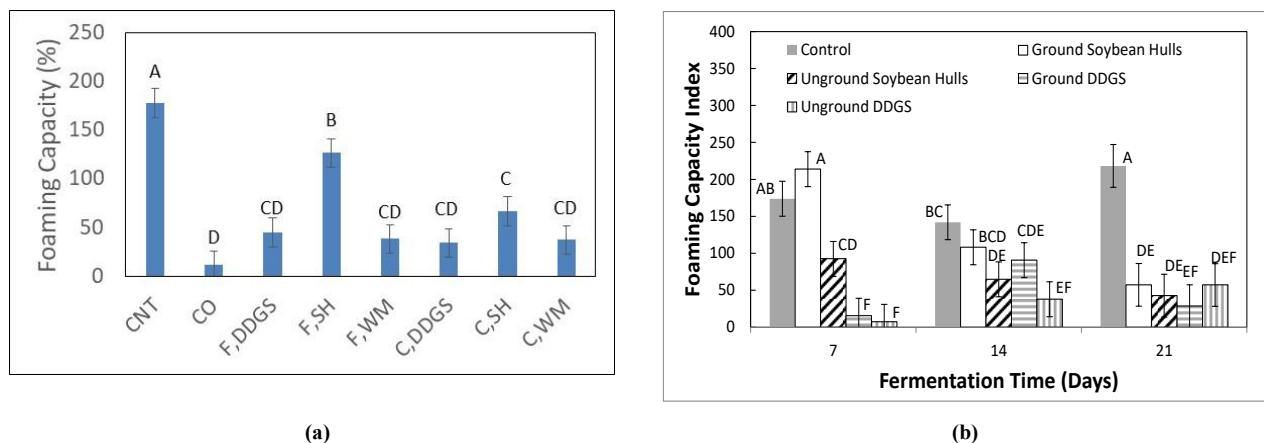 250
200
150
100
50
0
Foaming Capacity (%)
A
D
CD
B
CD
CD
C
CD
CNT
CO
F,DDGS
F,SH
F,WM
C,DDGS
C,SH
C,WM
(a)
400
350
300
250
200
150
100
50
0
Foaming Capacity Index
Control
Ground Soybean Hulls
Unground Soybean Hulls
Ground DDGS
Unground DDGS
AB
A
CD
F
F
BC
BCD
DE
CDE
EF
A
DE
DE
EF
DEF
7
14
21
Fermentation Time (Days)
(b)